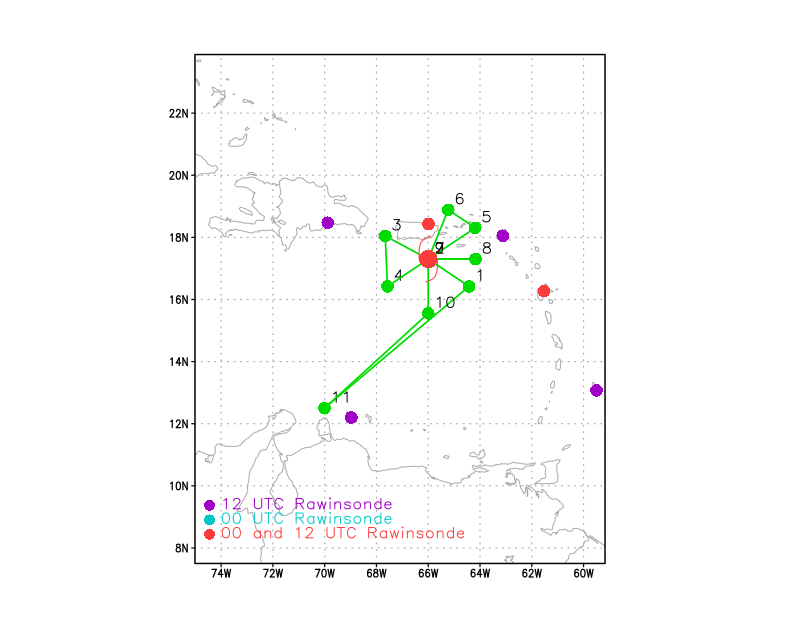 22N
20N
18N
16N
14N
12N
10N
8N
6
5
3
8
4
1
10
11
12 UTC Rawinsonde
00 UTC Rawinsonde
00 and 12 UTC Rawinsonde
74W 72W 70W 68W 66W 64W 62W 60W